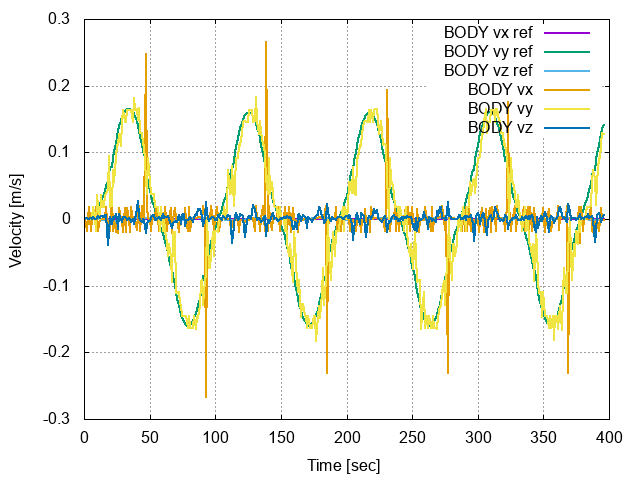 0.3
0.2
0.1
0
-0.1
-0.2
-0.3
Velocity [m/s]
BODY vx ref
BODY vy ref
BODY vz ref
BODY vx
BODY vy
BODY vz
0 50 100 150 200 250 300 350 400
Time [sec]